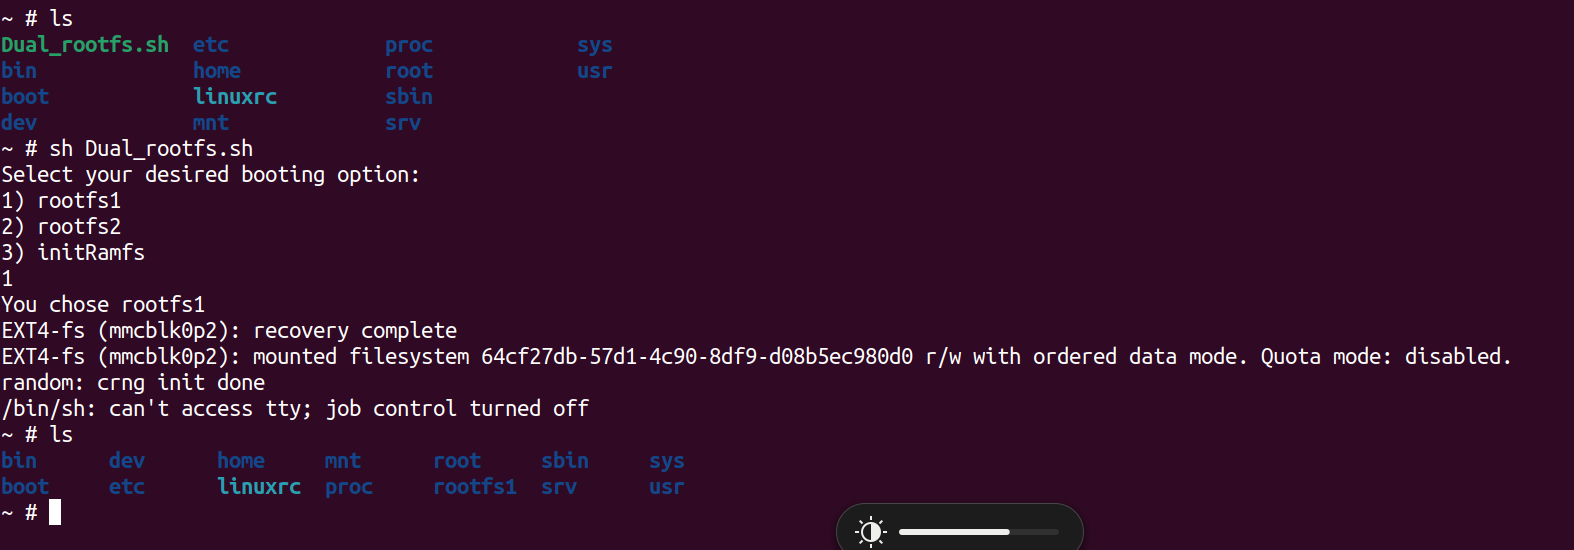 ~ # ls
Dual_rootfs.sh  etc             proc            sys
bin             home            root            usr
boot            linuxrc         sbin
dev             mnt             srv
~ # sh Dual_rootfs.sh
Select your desired booting option:
1) rootfs1
2) rootfs2
3) initRamfs
1
You chose rootfs1
EXT4-fs (mmcblk0p2): recovery complete
EXT4-fs (mmcblk0p2): mounted filesystem 64cf27db-57d1-4c90-8df9-d08b5ec980d0 r/w with ordered data mode. Quota mode: disabled.
random: crng init done
/bin/sh: can't access tty; job control turned off
~ # ls
bin      dev      home     mnt      root     sbin     sys
boot     etc      linuxrc  proc     rootfs1  srv      usr
~ #